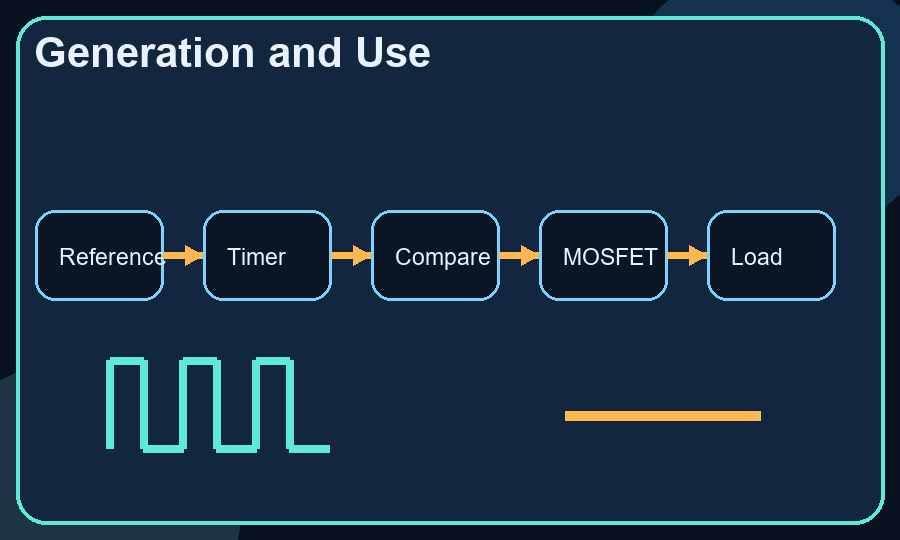 Generation and Use
Reference
Timer
Compare
MOSFET
Load